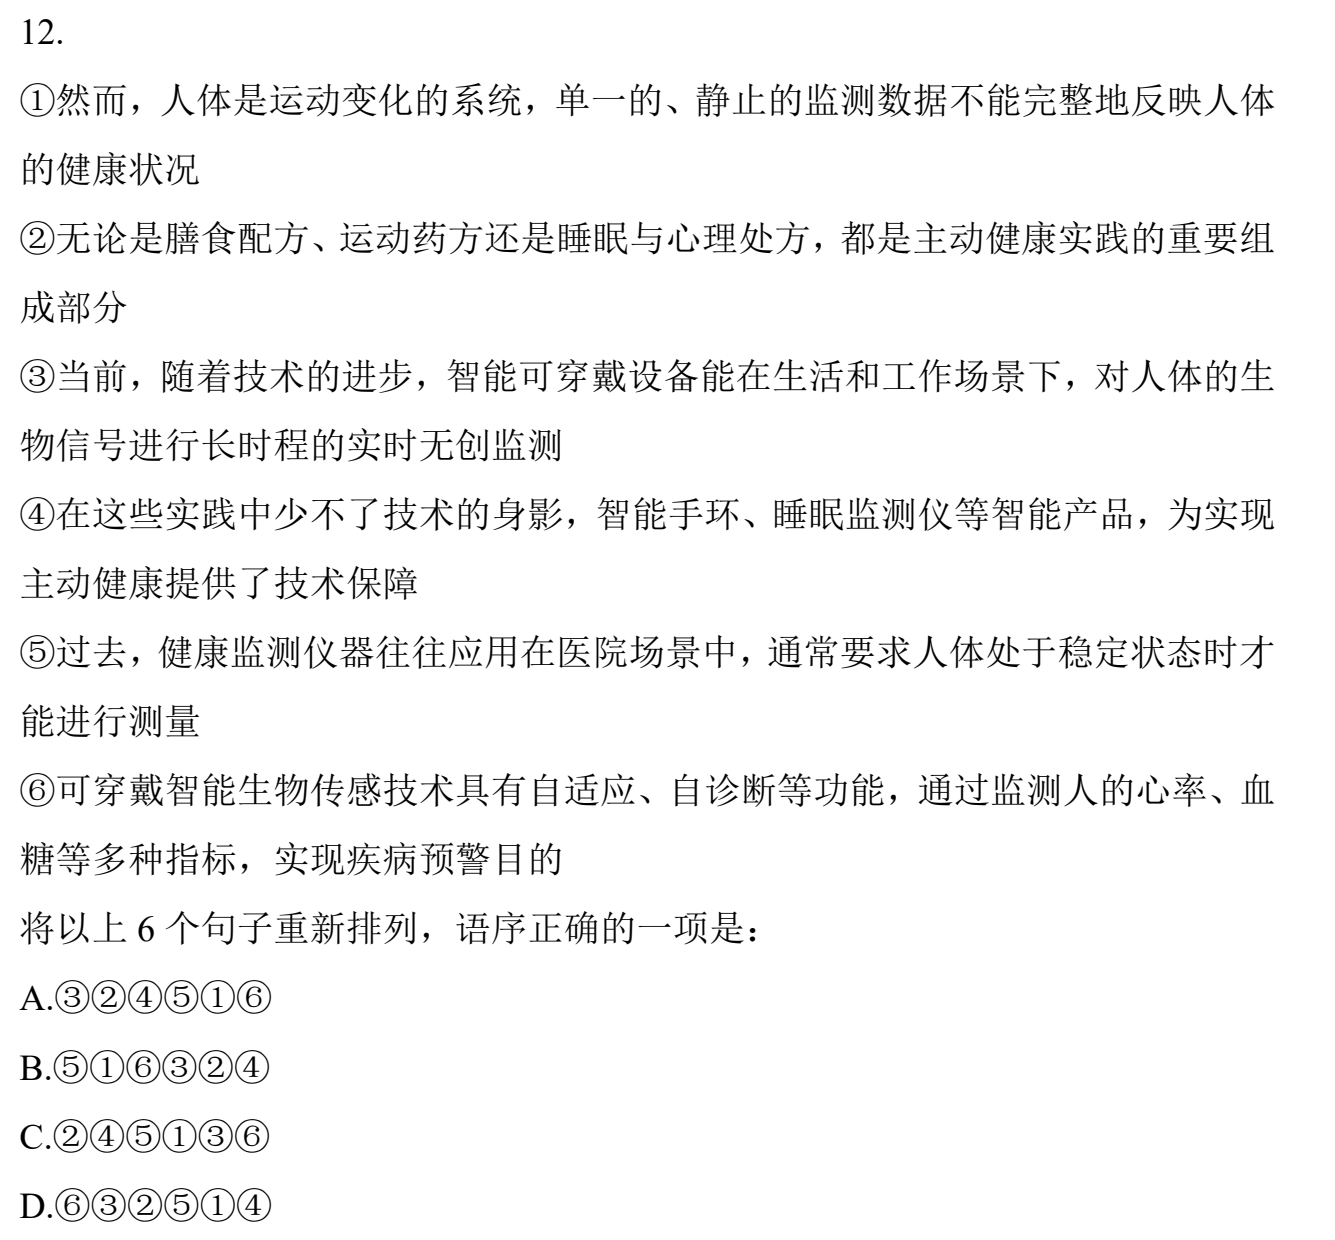 12.
①然而，人体是运动变化的系统，单一的、静止的监测数据不能完整地反映人体
的健康状况
②无论是膳食配方、运动药方还是睡眠与心理处方，都是主动健康实践的重要组
成部分
③当前，随着技术的进步，智能可穿戴设备能在生活和工作场景下，对人体的生
物信号进行长时程的实时无创监测
④在这些实践中少不了技术的身影，智能手环、睡眠监测仪等智能产品，为实现
主动健康提供了技术保障
⑤过去，健康监测仪器往往应用在医院场景中，通常要求人体处于稳定状态时才
能进行测量
⑥可穿戴智能生物传感技术具有自适应、自诊断等功能，通过监测人的心率、血
糖等多种指标，实现疾病预警目的
将以上 6 个句子重新排列，语序正确的一项是：
A.③②④⑤①⑥
B.⑤①⑥③②④
C.②④⑤①③⑥
D.⑥③②⑤①④